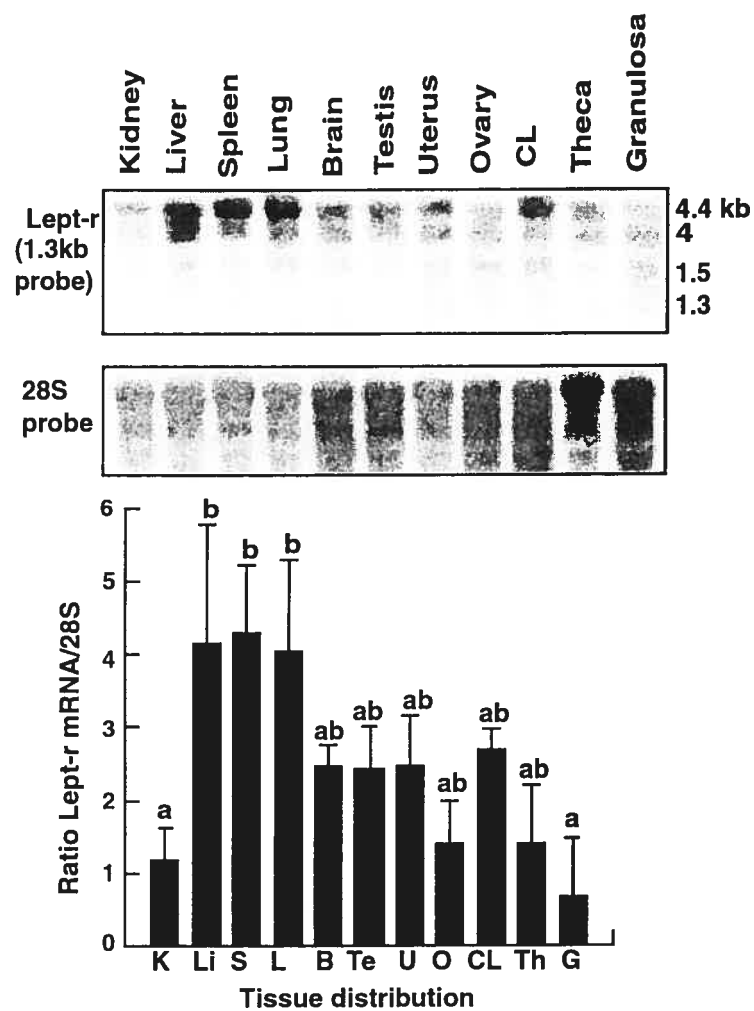 Kidney Liver Spleen Lung Brain Testis Uterus Ovary CL Theca Granulosa
Lept-r
(1.3kb
probe)
4.4 kb
4
1.5
1.3
28S
probe
Ratio Lept-r mRNA/28S
6
5
4
3
2
1
0
a b b b ab ab ab ab ab ab a
K Li S L B Te U O CL Th G
Tissue distribution